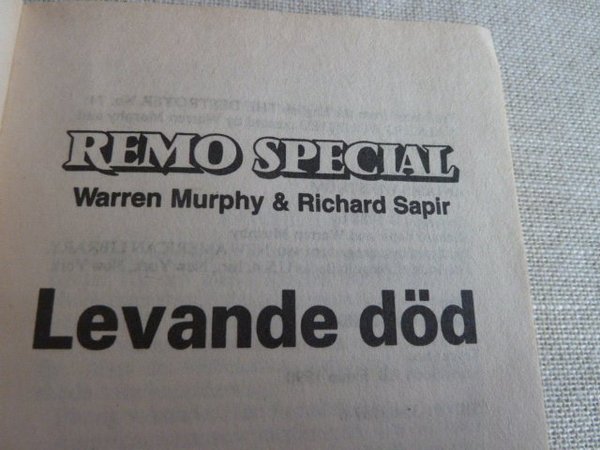 REMO SPECIAL
Warren Murphy & Richard Sapir
Levande död